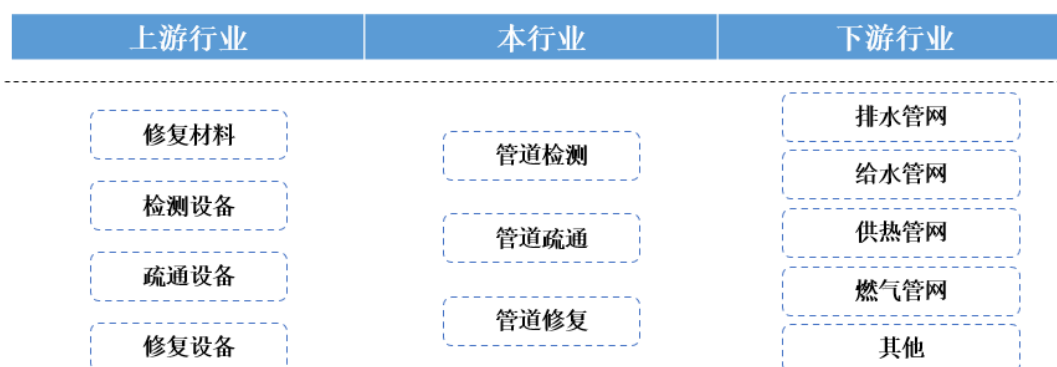 上游行业
本行业
下游行业
修复材料
检测设备
疏通设备
修复设备
管道检测
管道疏通
管道修复
排水管网
给水管网
供热管网
燃气管网
其他